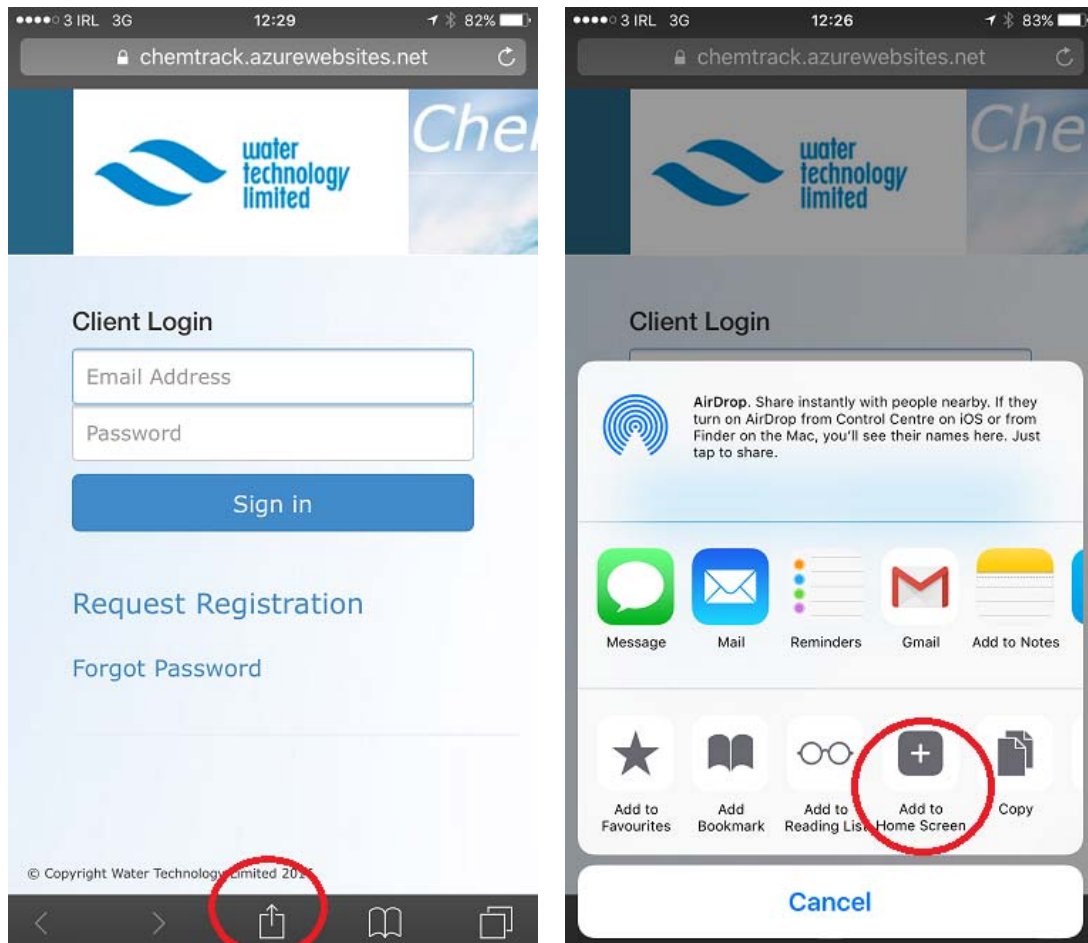 3 IRL 3G 12:29 82%
chemtrack.azurewebsites.net
water
technology
limited
Client Login
Email Address
Password
Sign in
Request Registration
Forgot Password
© Copyright Water Technology Limited
3 IRL 3G 12:26 83%
chemtrack.azurewebsites.net
water
technology
limited
Client Login
AirDrop. Share instantly with people nearby. If they
turn on AirDrop from Control Centre on iOS or from
Finder on the Mac, you'll see their names here. Just
tap to share.
Message Mail Reminders Gmail Add to Notes
Add to Favourites
Add Bookmark
Add to Reading List
Add to Home Screen
Copy
Cancel